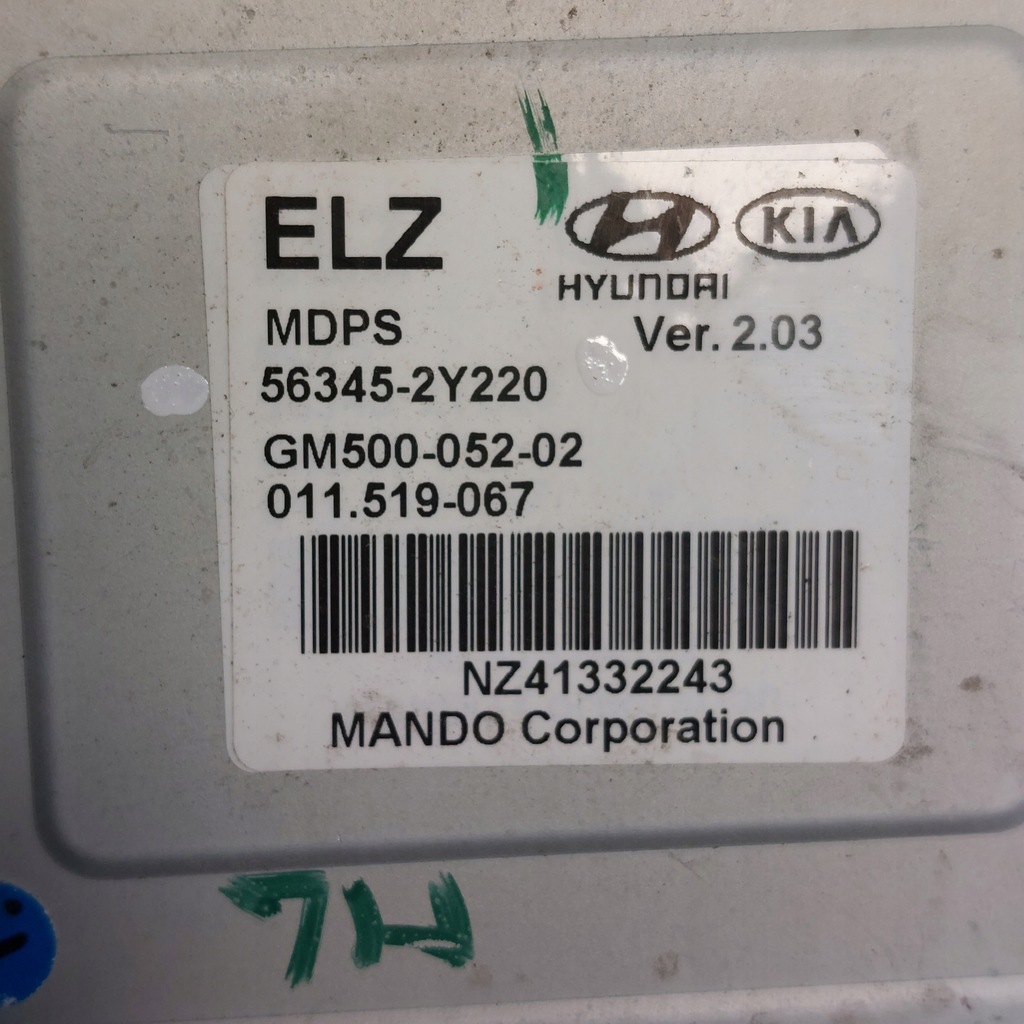 ELZ
HYUNDAI
KIA
MDPS
Ver. 2.03
56345-2Y220
GM500-052-02
011.519-067
NZ41332243
MANDO Corporation